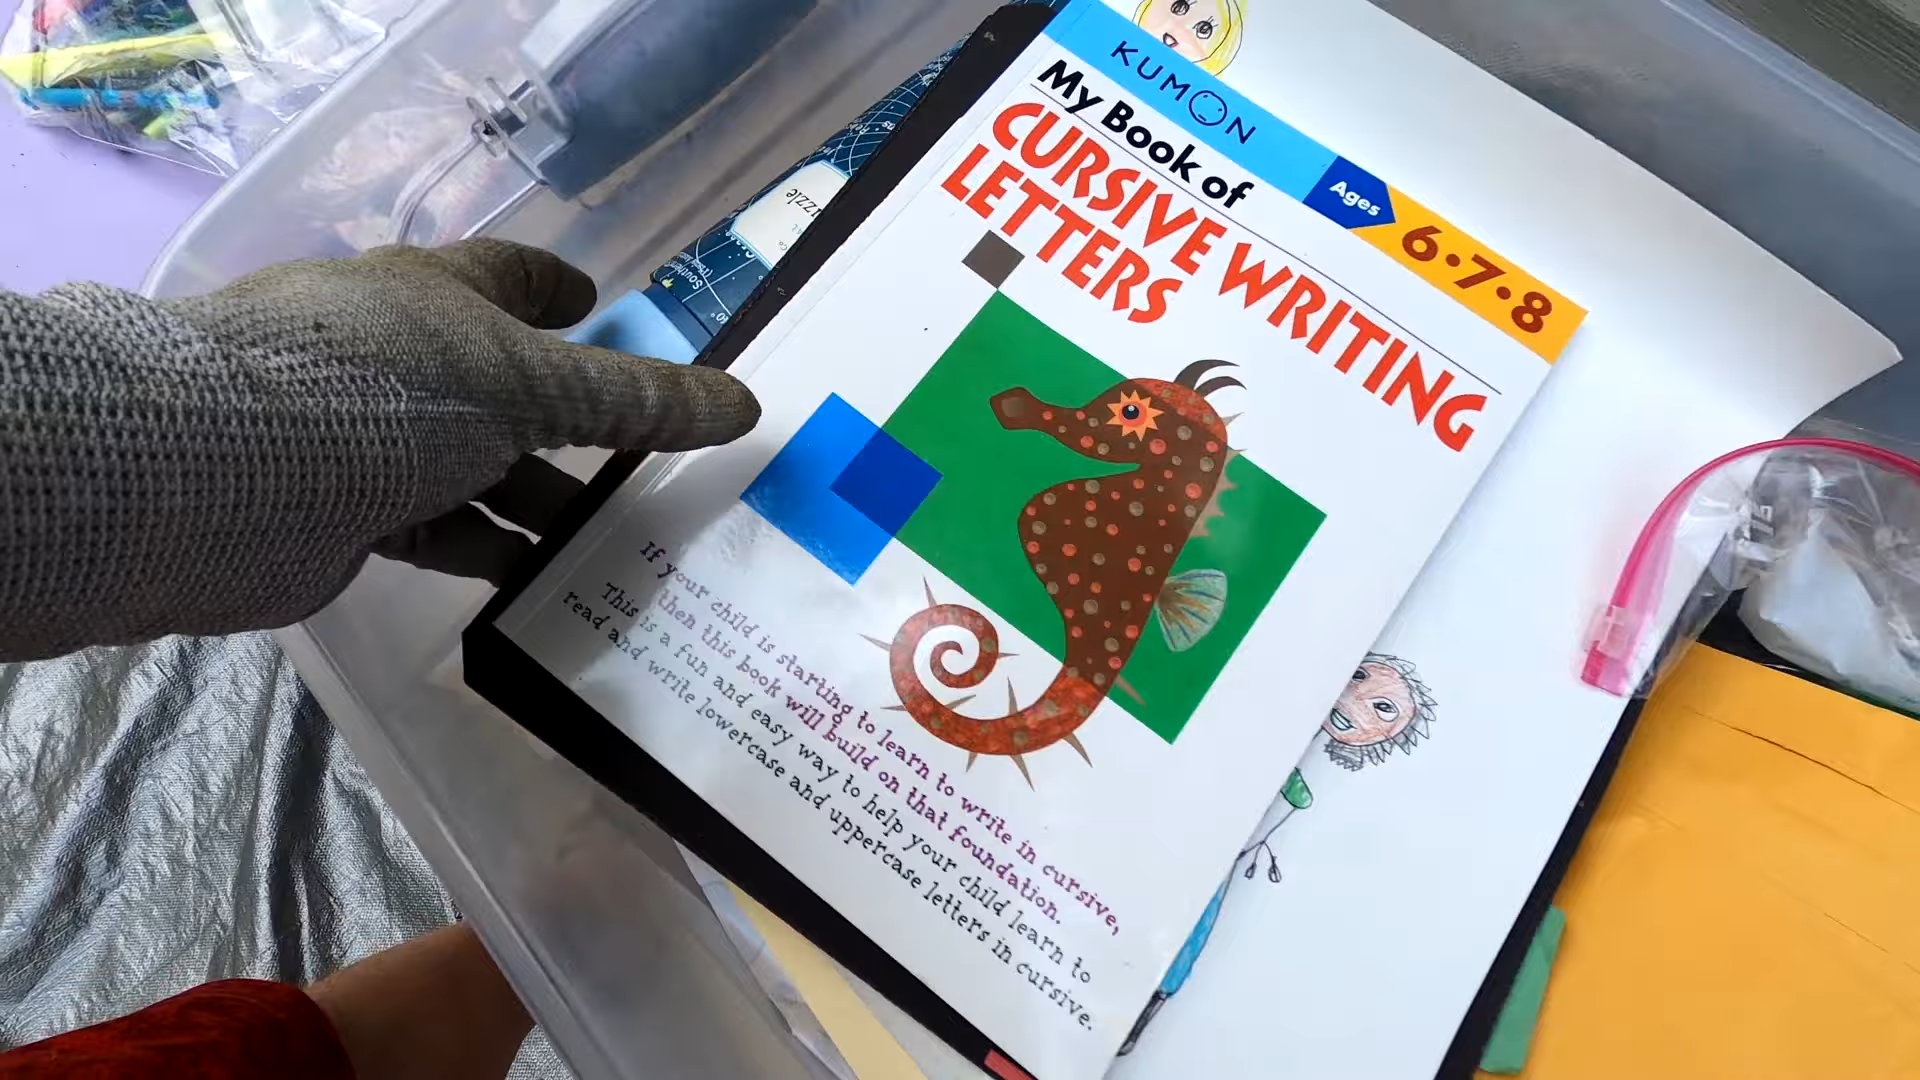 KUMON
My Book of
CURSIVE WRITING
LETTERS
Ages
6•7•8
If your child is starting to learn to write in cursive,
then this book will build on that foundation.
This is a fun and easy way to help your child learn to
read and write lowercase and uppercase letters in cursive.